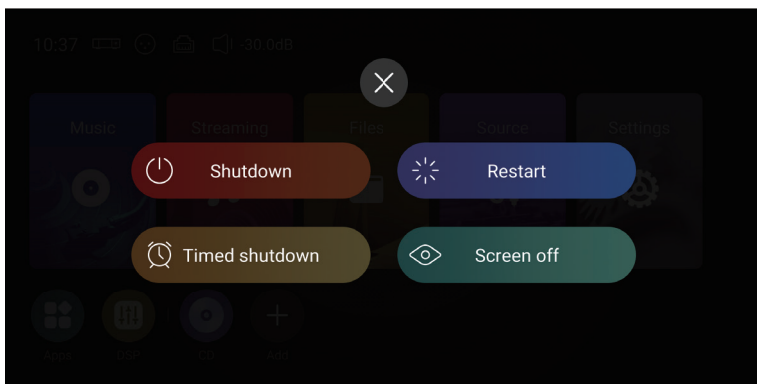 10:37 -30.0dB
Music Streaming Files Source Settings
Shutdown Restart
Timed shutdown Screen off
Apps DSP CD Add